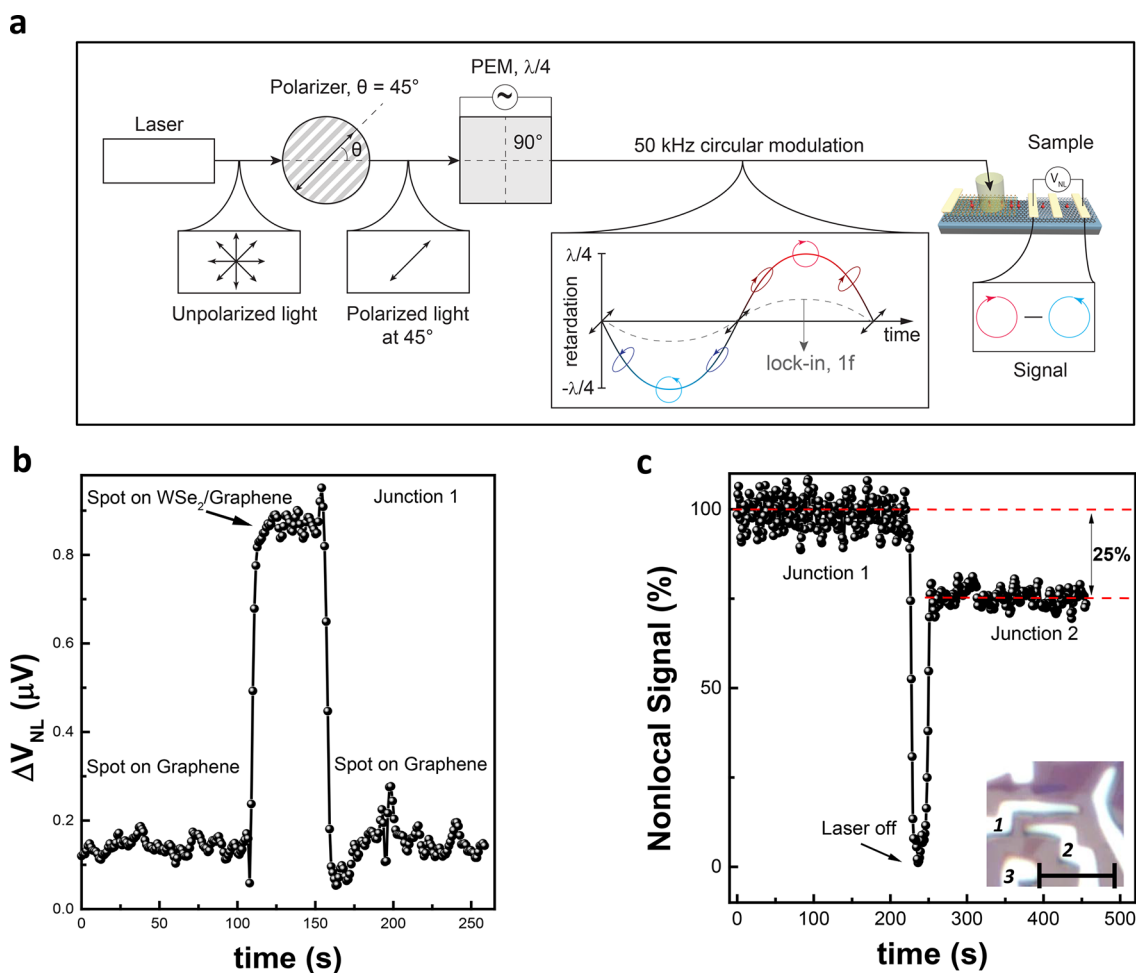 a
Laser
Polarizer, θ = 45°
θ
PEM, λ/4
~
90°
50 kHz circular modulation
Sample
V_NL
Unpolarized light
Polarized light
at 45°
λ/4
retardation
-λ/4
time
lock-in, 1f
Signal
b
Spot on WSe₂/Graphene
Junction 1
Spot on Graphene
Spot on Graphene
ΔV_NL (µV)
0.8
0.6
0.4
0.2
0.0
0
50
100
150
200
250
time (s)
c
Nonlocal Signal (%)
100
50
0
Junction 1
25%
Junction 2
Laser off
1
2
3
0
100
200
300
400
500
time (s)